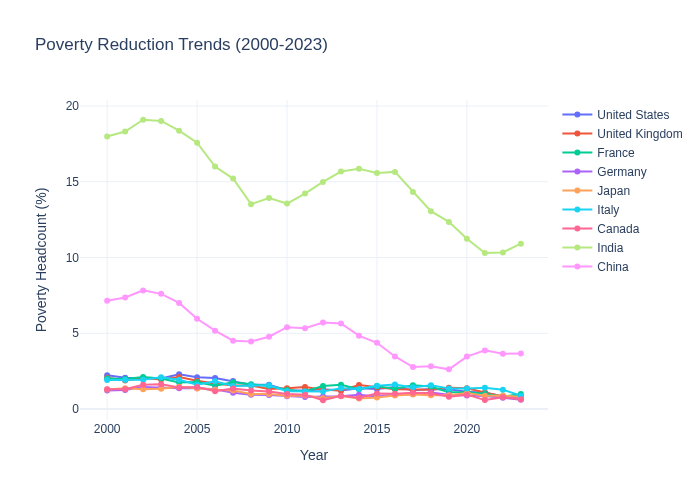 Poverty Reduction Trends (2000-2023)
20
15
10
5
0
2000
2005
2010
2015
2020
Year
Poverty Headcount (%)
United States
United Kingdom
France
Germany
Japan
Italy
Canada
India
China